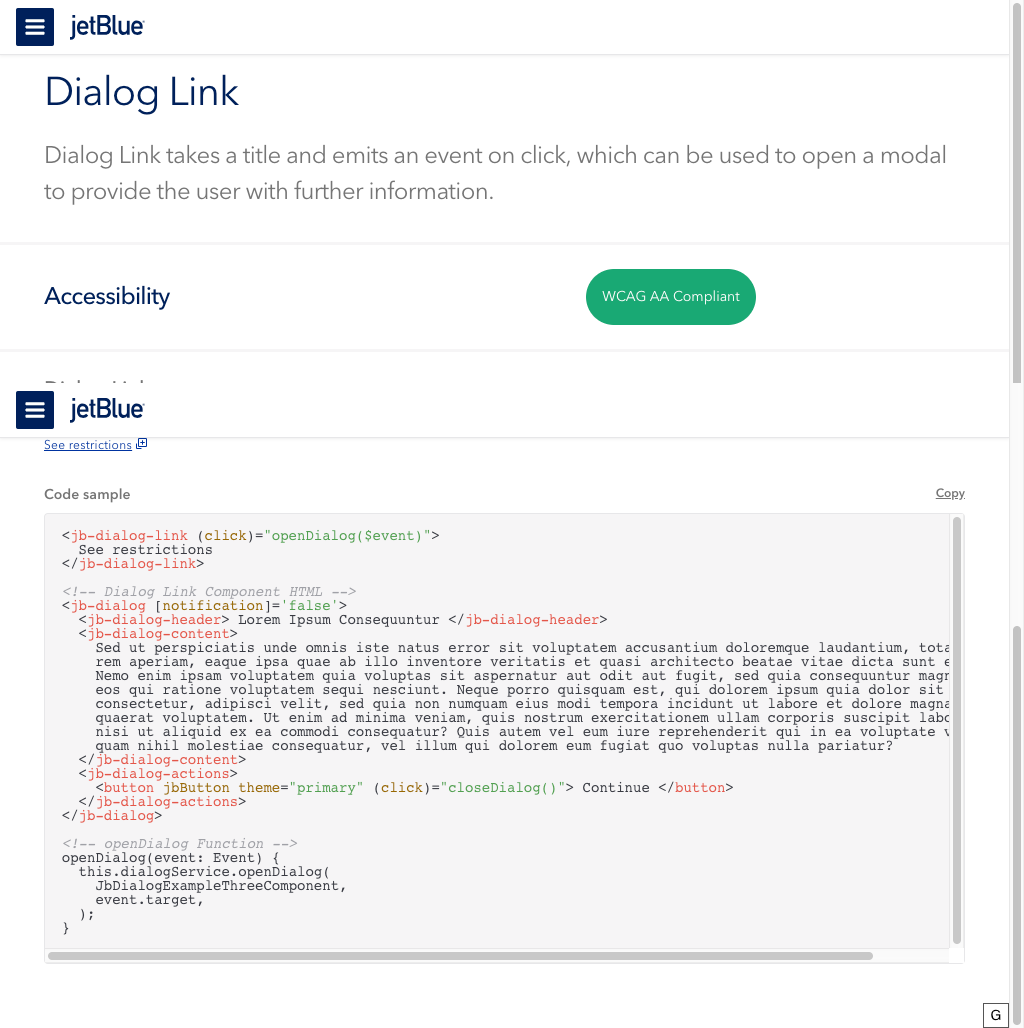 jetBlue
Dialog Link
Dialog Link takes a title and emits an event on click, which can be used to open a modal
to provide the user with further information.
Accessibility
WCAG AA Compliant
jetBlue
See restrictions
Code sample
Copy
<jb-dialog-link (click)="openDialog($event)">
  See restrictions
</jb-dialog-link>
<!-- Dialog Link Component HTML -->
<jb-dialog [notification]='false'>
  <jb-dialog-header> Lorem Ipsum Consequuntur </jb-dialog-header>
  <jb-dialog-content>
    Sed ut perspiciatis unde omnis iste natus error sit voluptatem accusantium doloremque laudantium, tota
    rem aperiam, eaque ipsa quae ab illo inventore veritatis et quasi architecto beatae vitae dicta sunt e
    Nemo enim ipsam voluptatem quia voluptas sit aspernatur aut odit aut fugit, sed quia consequuntur magn
    eos qui ratione voluptatem sequi nesciunt. Neque porro quisquam est, qui dolorem ipsum quia dolor sit
    consectetur, adipisci velit, sed quia non numquam eius modi tempora incidunt ut labore et dolore magna
    quaerat voluptatem. Ut enim ad minima veniam, quis nostrum exercitationem ullam corporis suscipit labo
    nisi ut aliquid ex ea commodi consequatur? Quis autem vel eum iure reprehenderit qui in ea voluptate v
    quam nihil molestiae consequatur, vel illum qui dolorem eum fugiat quo voluptas nulla pariatur?
  </jb-dialog-content>
  <jb-dialog-actions>
    <button jbButton theme="primary" (click)="closeDialog()"> Continue </button>
  </jb-dialog-actions>
</jb-dialog>
<!-- openDialog Function -->
openDialog(event: Event) {
  this.dialogService.openDialog(
    JbDialogExampleThreeComponent,
    event.target,
  );
}
G